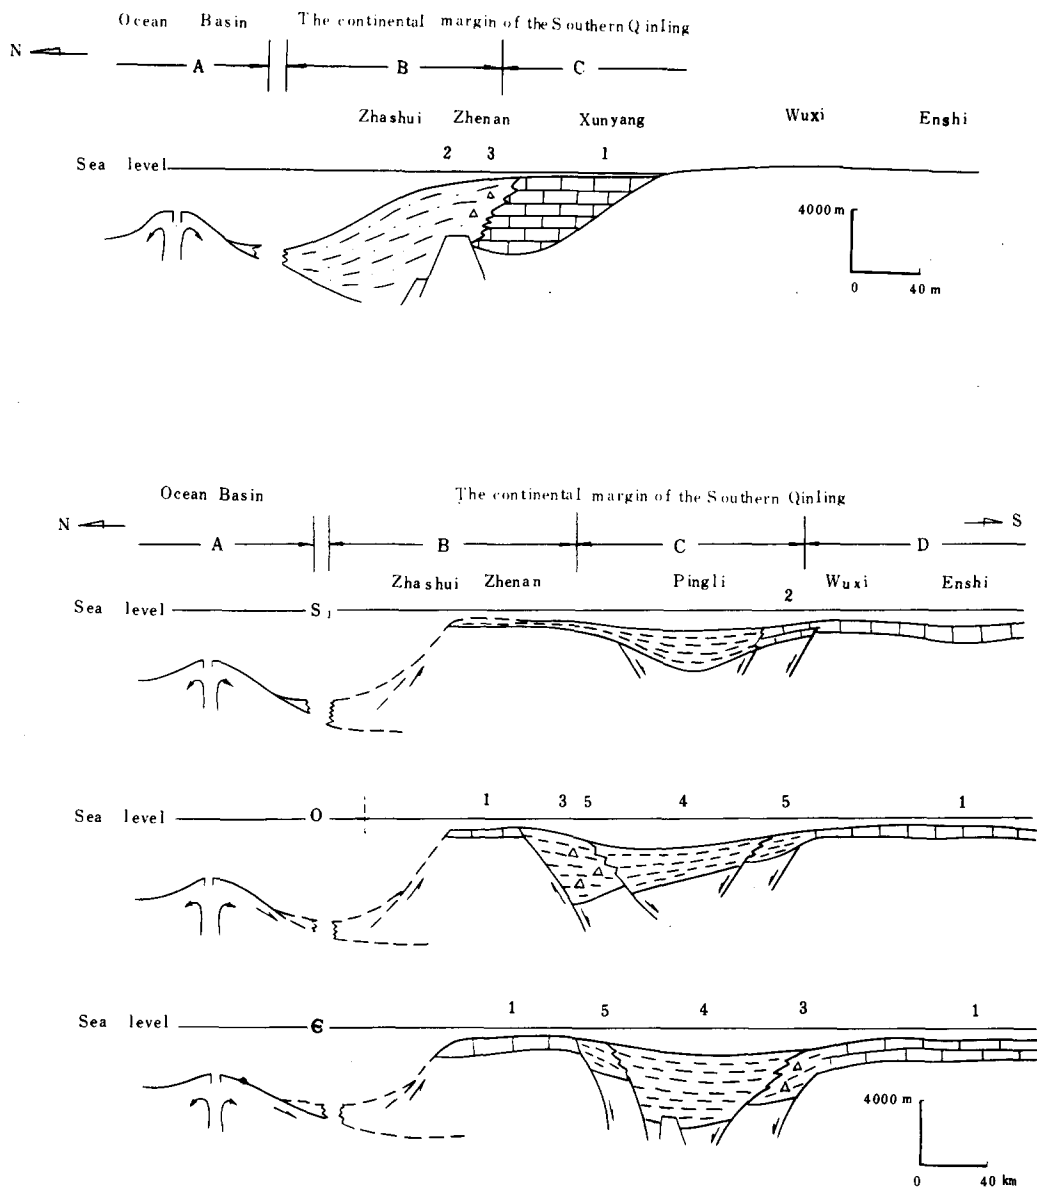 Ocean Basin The continental margin of the Southern Qinling
N
A B C
Zhashui Zhenan Xunyang Wuxi Enshi
2 3 1
Sea level
4000 m
0 40 m
Ocean Basin The continental margin of the Southern Qinling
N S
A B C D
Zhashui Zhenan Pingli Wuxi Enshi
2
Sea level S1
1 3 5 4 5 1
Sea level O
1 5 4 3 1
Sea level Є
4000 m
0 40 km